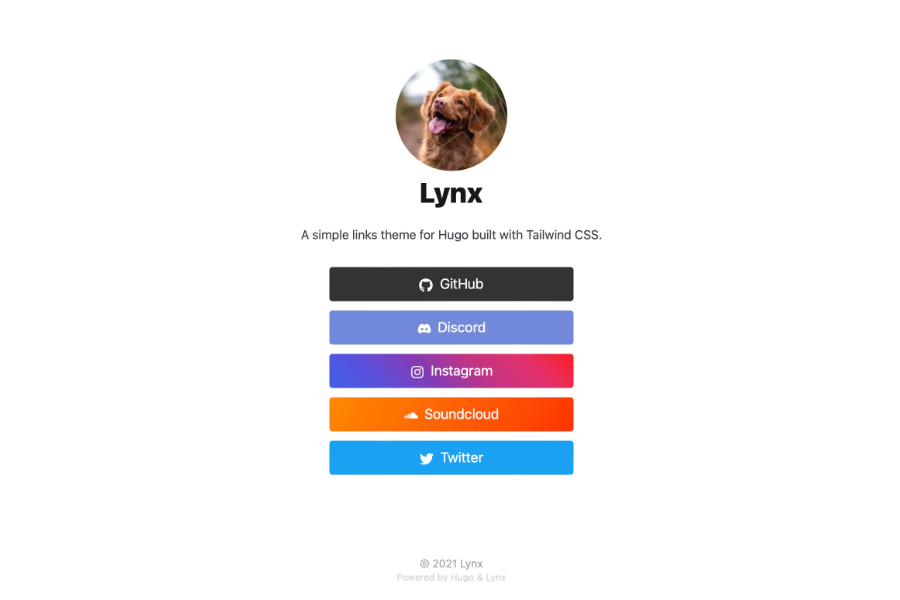 Lynx
A simple links theme for Hugo built with Tailwind CSS.
GitHub
Discord
Instagram
Soundcloud
Twitter
© 2021 Lynx
Powered by Hugo & Lynx